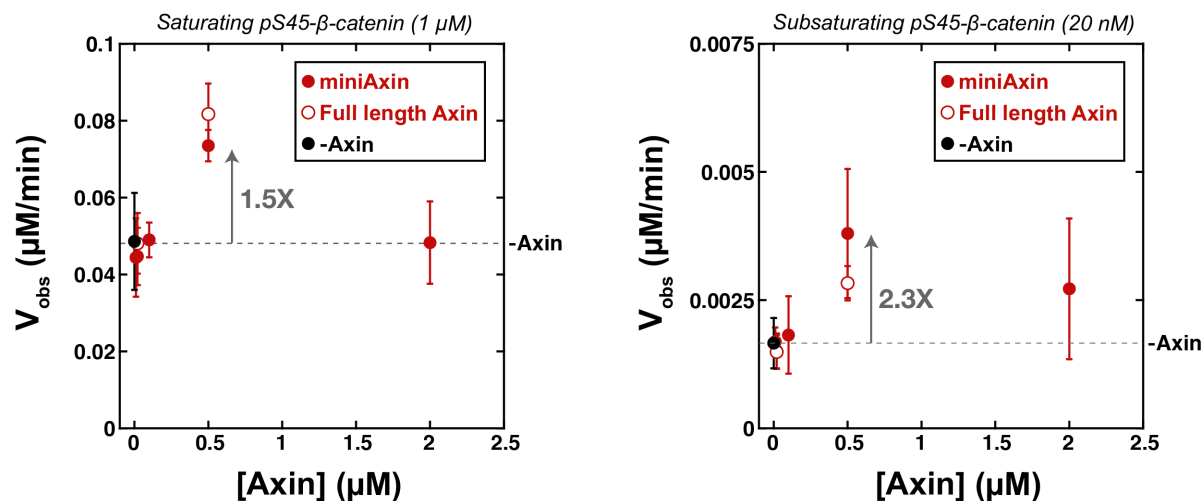 Saturating pS45-β-catenin (1 µM)
0.1
0.08
0.06
0.04
0.02
0
V_obs (µM/min)
miniAxin
Full length Axin
-Axin
1.5X
-Axin
0 0.5 1 1.5 2 2.5
[Axin] (µM)
Subsaturating pS45-β-catenin (20 nM)
0.0075
0.005
0.0025
0
V_obs (µM/min)
miniAxin
Full length Axin
-Axin
2.3X
-Axin
0 0.5 1 1.5 2 2.5
[Axin] (µM)